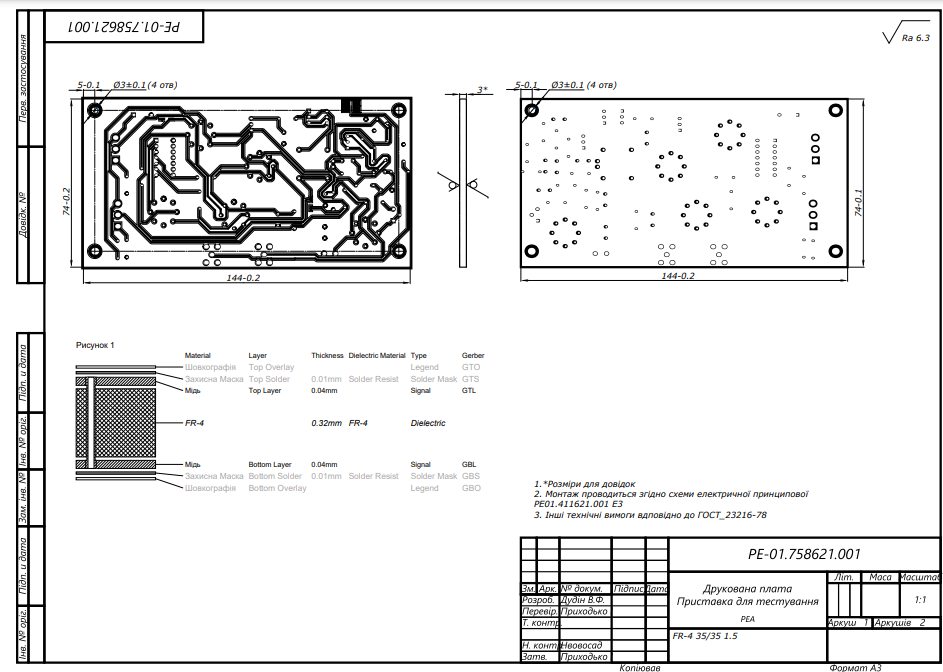 РЕ-01.758621.001
Перв. застосування
Довідк. №
Підп. и дата
Інв. № оріг.
Зам. інв. №
Підп. и дата
Інв. № оріг.
Ra 6.3
5-0.1 Ø3±0.1 (4 отв)
74-0.2
144-0.2
3*
5-0.1 Ø3±0.1 (4 отв)
74-0.1
144-0.2
Рисунок 1
Material Layer Thickness Dielectric Material Type Gerber
Шовкографія Top Overlay Legend GTO
Захисна Маска Top Solder 0.01mm Solder Resist Solder Mask GTS
Мідь Top Layer 0.04mm Signal GTL
FR-4 0.32mm FR-4 Dielectric
Мідь Bottom Layer 0.04mm Signal GBL
Захисна Маска Bottom Solder 0.01mm Solder Resist Solder Mask GBS
Шовкографія Bottom Overlay Legend GBO
1.*Розміри для довідок
2. Монтаж проводиться згідно схеми електричної принципової
РЕ01.411621.001 Е3
3. Інші технічні вимоги вдповідно до ГОСТ_23216-78
РЕ-01.758621.001
Зм. Арк. № докум. Підпис Дата
Розроб. Дудін В.Ф.
Перевір. Приходько
Т. контр.
Н. контр Нвовосад
Затв. Приходько
Друкована плата
Приставка для тестування
РЕА
Літ. Маса Масштаб
1:1
Аркуш 1 Аркушів 2
FR-4 35/35 1.5
Копіював Формат А3